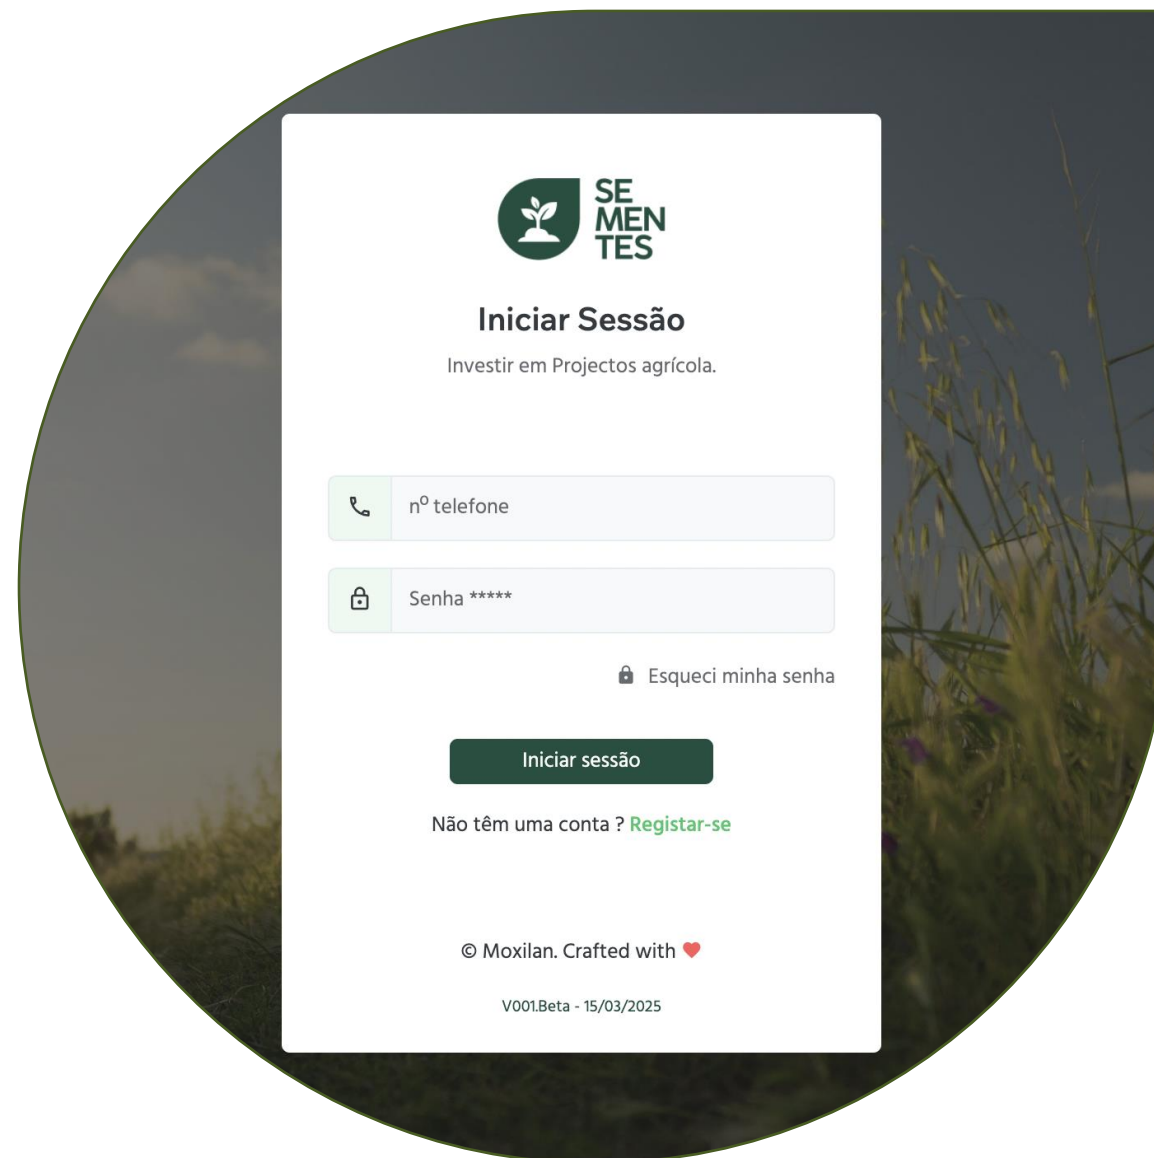 SE
MEN
TES
Iniciar Sessão
Investir em Projectos agrícola.
nº telefone
Senha *****
Esqueci minha senha
Iniciar sessão
Não têm uma conta ? Registar-se
© Moxilan. Crafted with ❤
V001.Beta - 15/03/2025